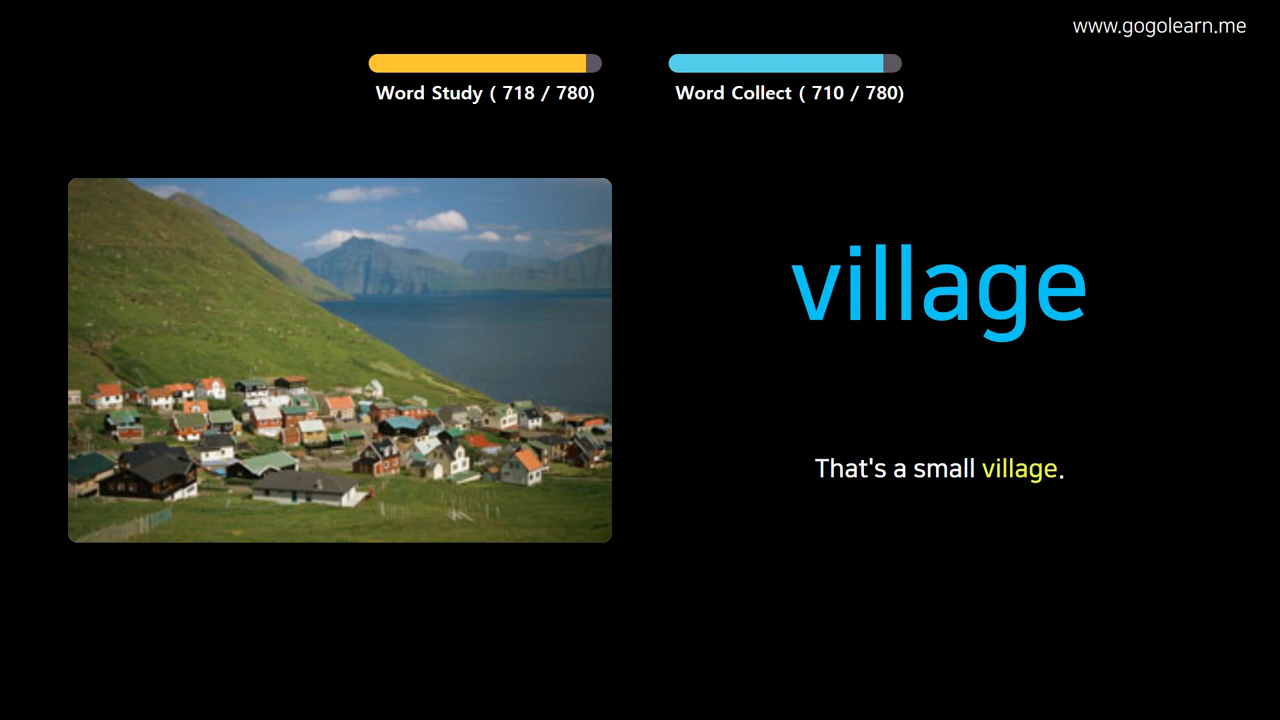 www.gogolearn.me
Word Study ( 718 / 780)
Word Collect ( 710 / 780)
village
That's a small village.